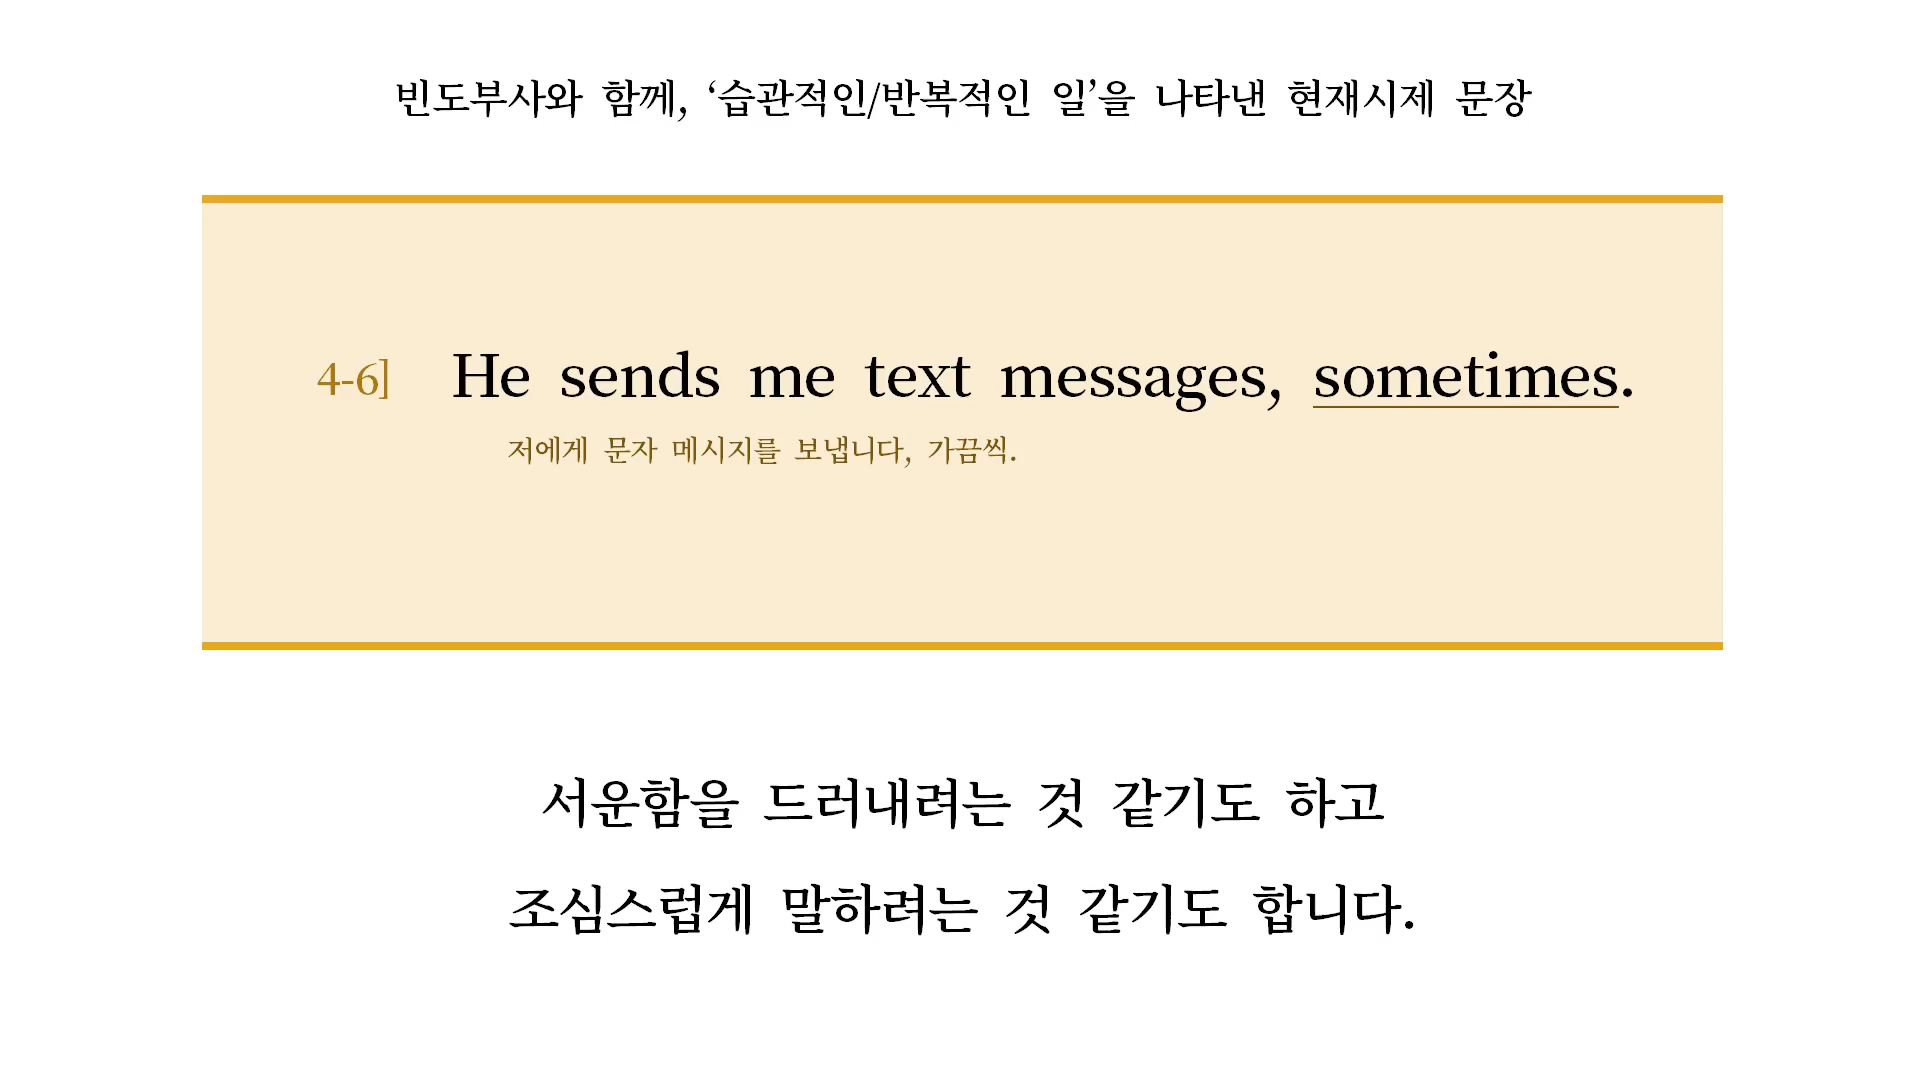 빈도부사와 함께, ‘습관적인/반복적인 일’을 나타낸 현재시제 문장
4-6] He sends me text messages, sometimes.
저에게 문자 메시지를 보냅니다, 가끔씩.
서운함을 드러내려는 것 같기도 하고
조심스럽게 말하려는 것 같기도 합니다.